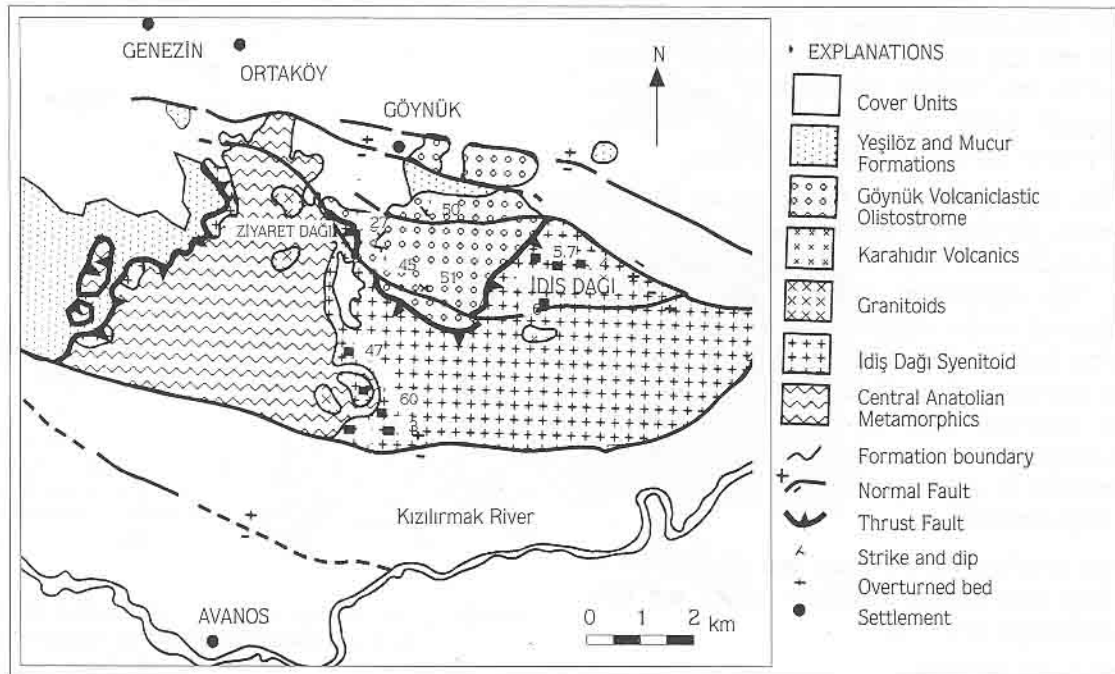 GENEZİN
ORTAKÖY
GÖYNÜK
N
ZİYARET DAĞI
27
50
45
51
5.7
4
İDİŞ DAĞI
6
47
60
Kızılırmak River
AVANOS
0 1 2 km
EXPLANATIONS
Cover Units
Yeşilöz and Mucur
Formations
Göynük Volcaniclastic
Olistostrome
Karahıdır Volcanics
Granitoids
İdiş Dağı Syenitoid
Central Anatolian
Metamorphics
Formation boundary
Normal Fault
Thrust Fault
Strike and dip
Overturned bed
Settlement